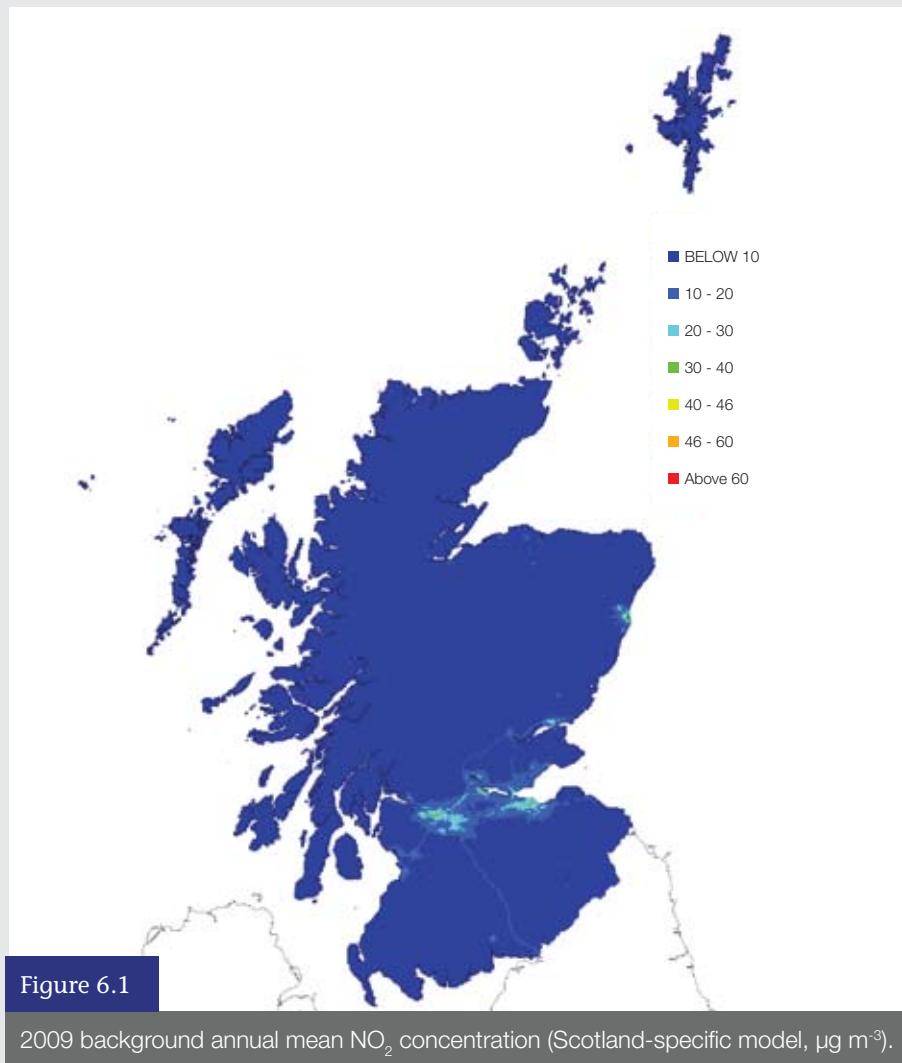 BELOW 10
10 - 20
20 - 30
30 - 40
40 - 46
46 - 60
Above 60
Figure 6.1
2009 background annual mean NO₂ concentration (Scotland-specific model, µg m⁻³).